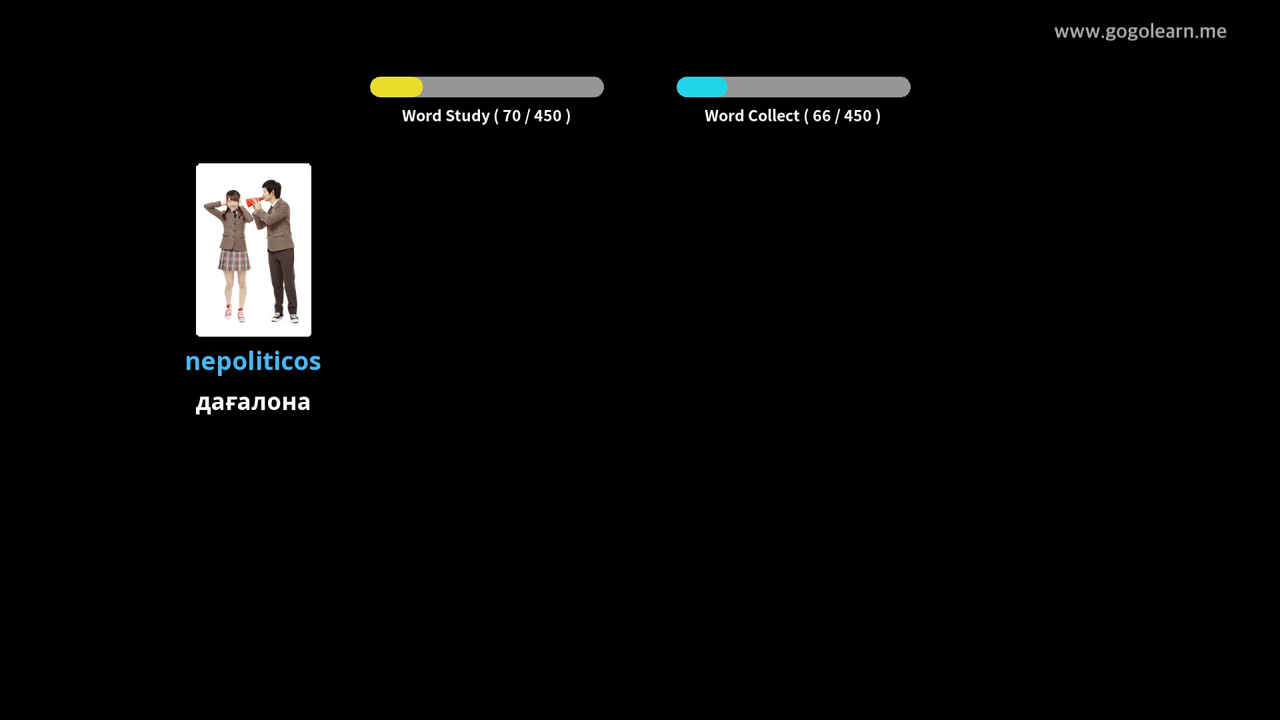 www.gogolearn.me
Word Study ( 70 / 450 )
Word Collect ( 66 / 450 )
nepoliticos
дағалона